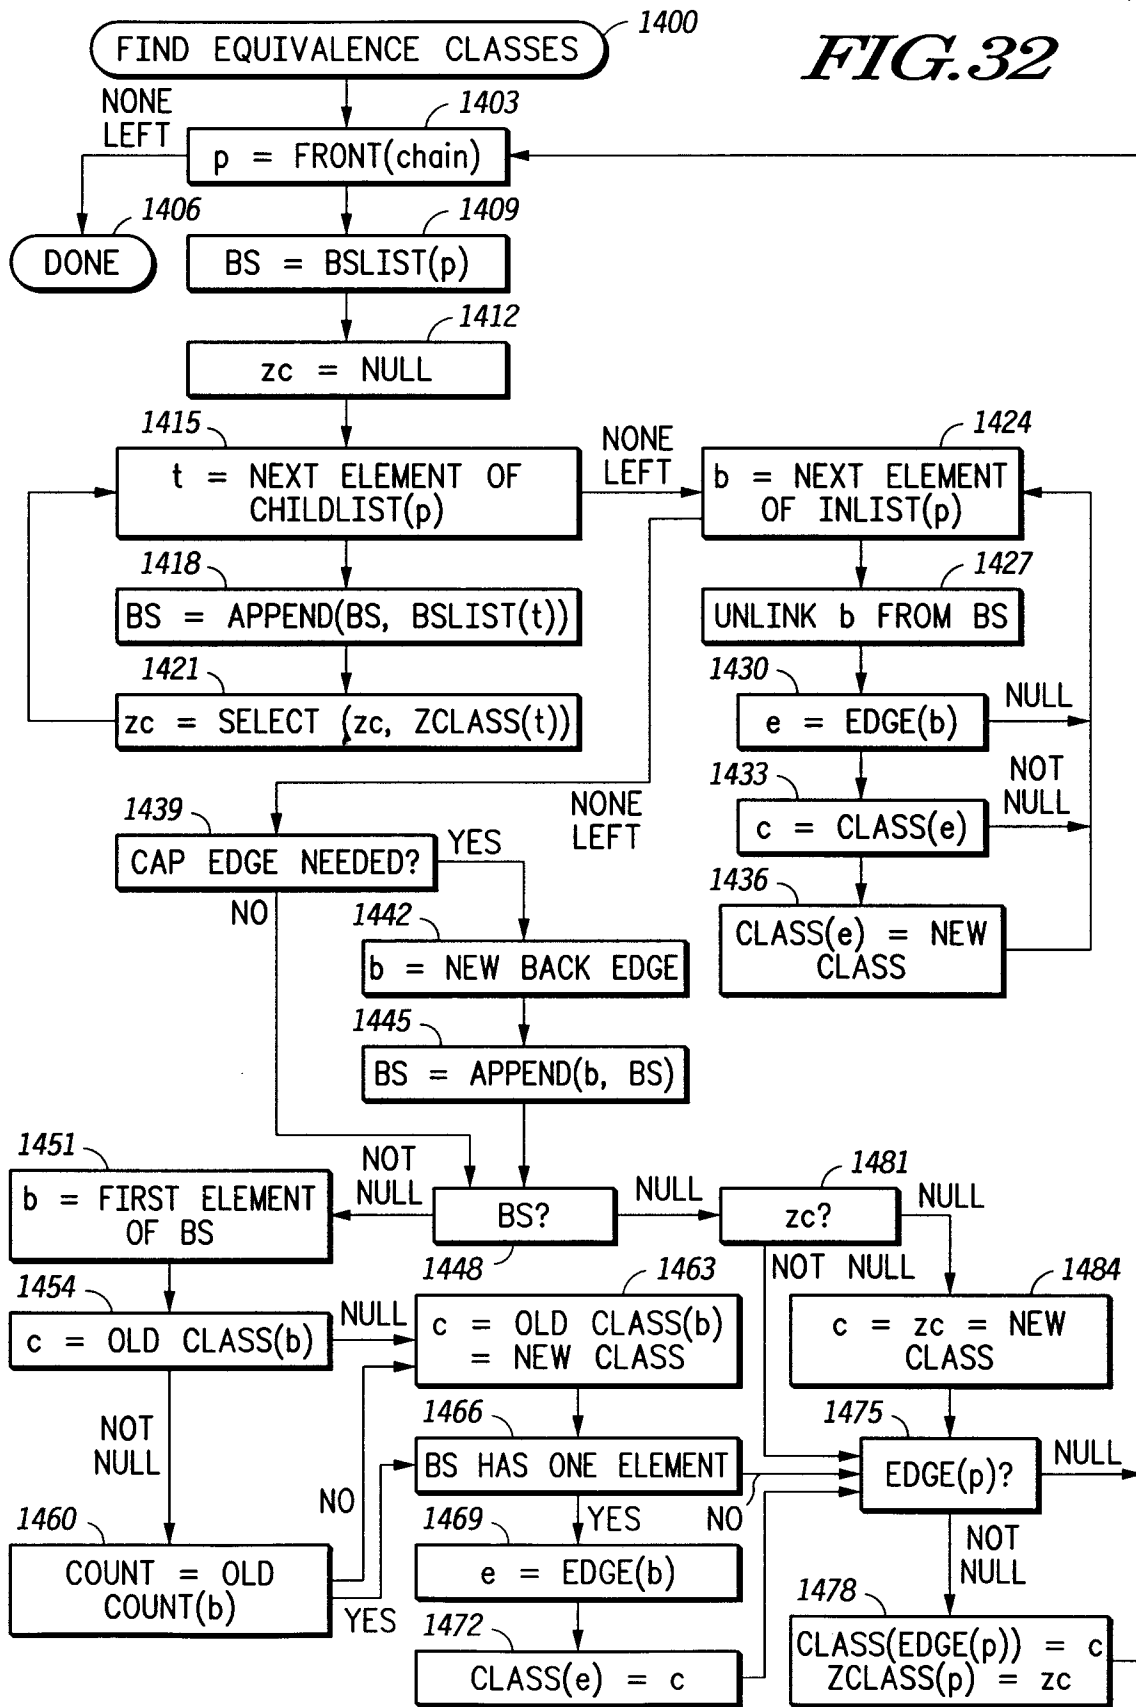 1400
FIND EQUIVALENCE CLASSES
FIG.32
NONE
LEFT
1403
p = FRONT(chain)
1406
DONE
1409
BS = BSLIST(p)
1412
zc = NULL
1415
t = NEXT ELEMENT OF
CHILDLIST(p)
NONE
LEFT
1424
b = NEXT ELEMENT
OF INLIST(p)
1418
BS = APPEND(BS, BSLIST(t))
1427
UNLINK b FROM BS
1421
zc = SELECT (zc, ZCLASS(t))
1430
e = EDGE(b)
NULL
1433
c = CLASS(e)
NOT
NULL
NONE
LEFT
1439
CAP EDGE NEEDED?
YES
NO
1436
CLASS(e) = NEW
CLASS
1442
b = NEW BACK EDGE
1445
BS = APPEND(b, BS)
1451
b = FIRST ELEMENT
OF BS
NOT
NULL
BS?
1448
NULL
1481
zc?
NULL
NOT NULL
1454
c = OLD CLASS(b)
NULL
1463
c = OLD CLASS(b)
= NEW CLASS
1484
c = zc = NEW
CLASS
NOT
NULL
1466
BS HAS ONE ELEMENT
NO
YES
1475
EDGE(p)?
NULL
NOT
NULL
1460
COUNT = OLD
COUNT(b)
NO
YES
1469
e = EDGE(b)
1472
CLASS(e) = c
1478
CLASS(EDGE(p)) = c
ZCLASS(p) = zc